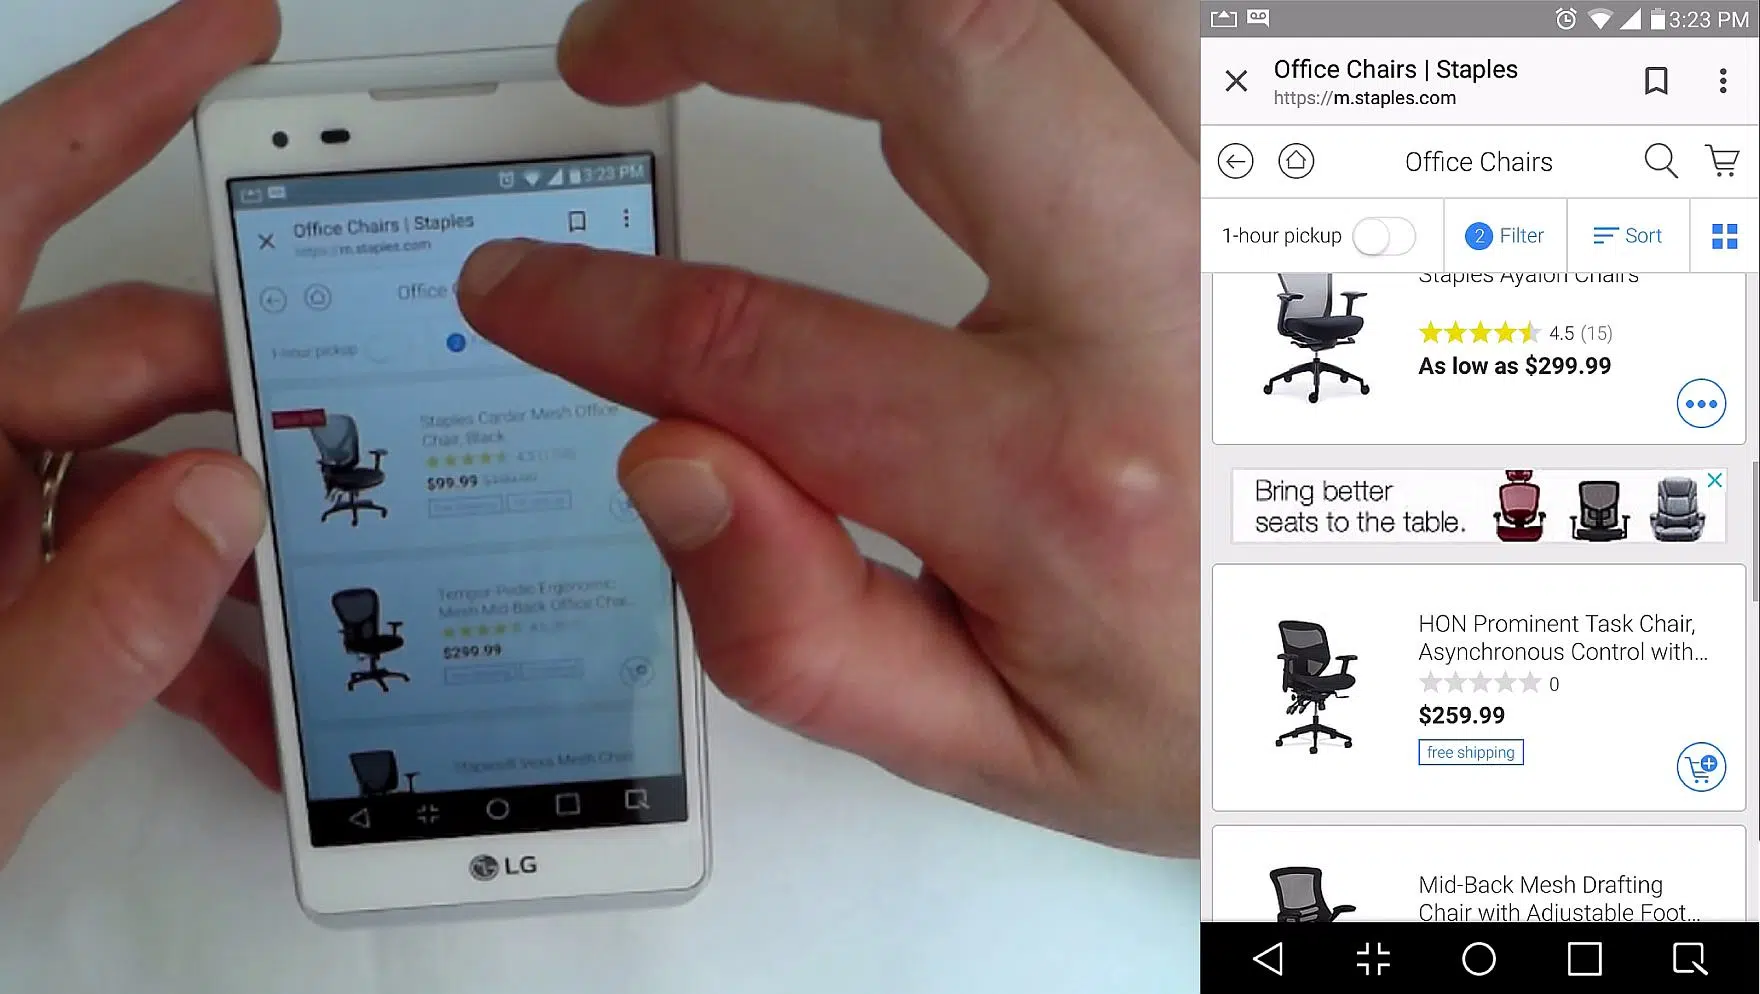 3:23 PM
Office Chairs | Staples
https://m.staples.com
Office
1-hour pickup
2
Staples Carder Mesh Office
Chair, Black
4.5
$99.99
Tempur-Pedic Ergonomic
Mesh Mid-Back Office Chai...
$299.99
Staples® Vexa Mesh Chair
LG
3:23 PM
Office Chairs | Staples
https://m.staples.com
Office Chairs
1-hour pickup
2 Filter
Sort
Staples Ayalon Chairs
4.5 (15)
As low as $299.99
Bring better
seats to the table.
HON Prominent Task Chair,
Asynchronous Control with...
0
$259.99
free shipping
Mid-Back Mesh Drafting
Chair with Adjustable Foot...